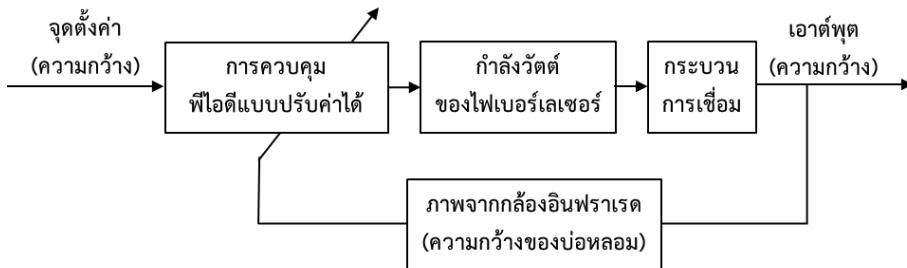 จุดตั้งค่า
(ความกว้าง)
การควบคุม
พีไอดีแบบปรับค่าได้
กำลังวัตต์
ของไฟเบอร์เลเซอร์
กระบวน
การเชื่อม
เอาต์พุต
(ความกว้าง)
ภาพจากกล้องอินฟราเรด
(ความกว้างของบ่อหลอม)